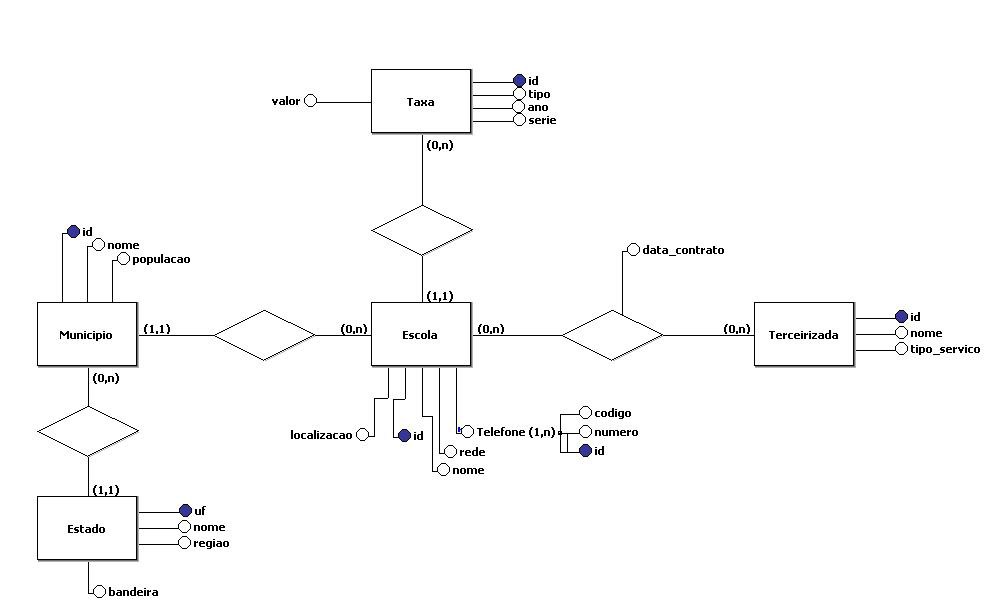 valor
Taxa
id
tipo
ano
serie
(0,n)
id
nome
populacao
data_contrato
(1,1)
Municipio
(1,1)
(0,n)
Escola
(0,n)
(0,n)
Terceirizada
id
nome
tipo_servico
(0,n)
localizacao
id
Telefone (1,n)
codigo
numero
id
rede
nome
(1,1)
Estado
uf
nome
regiao
bandeira